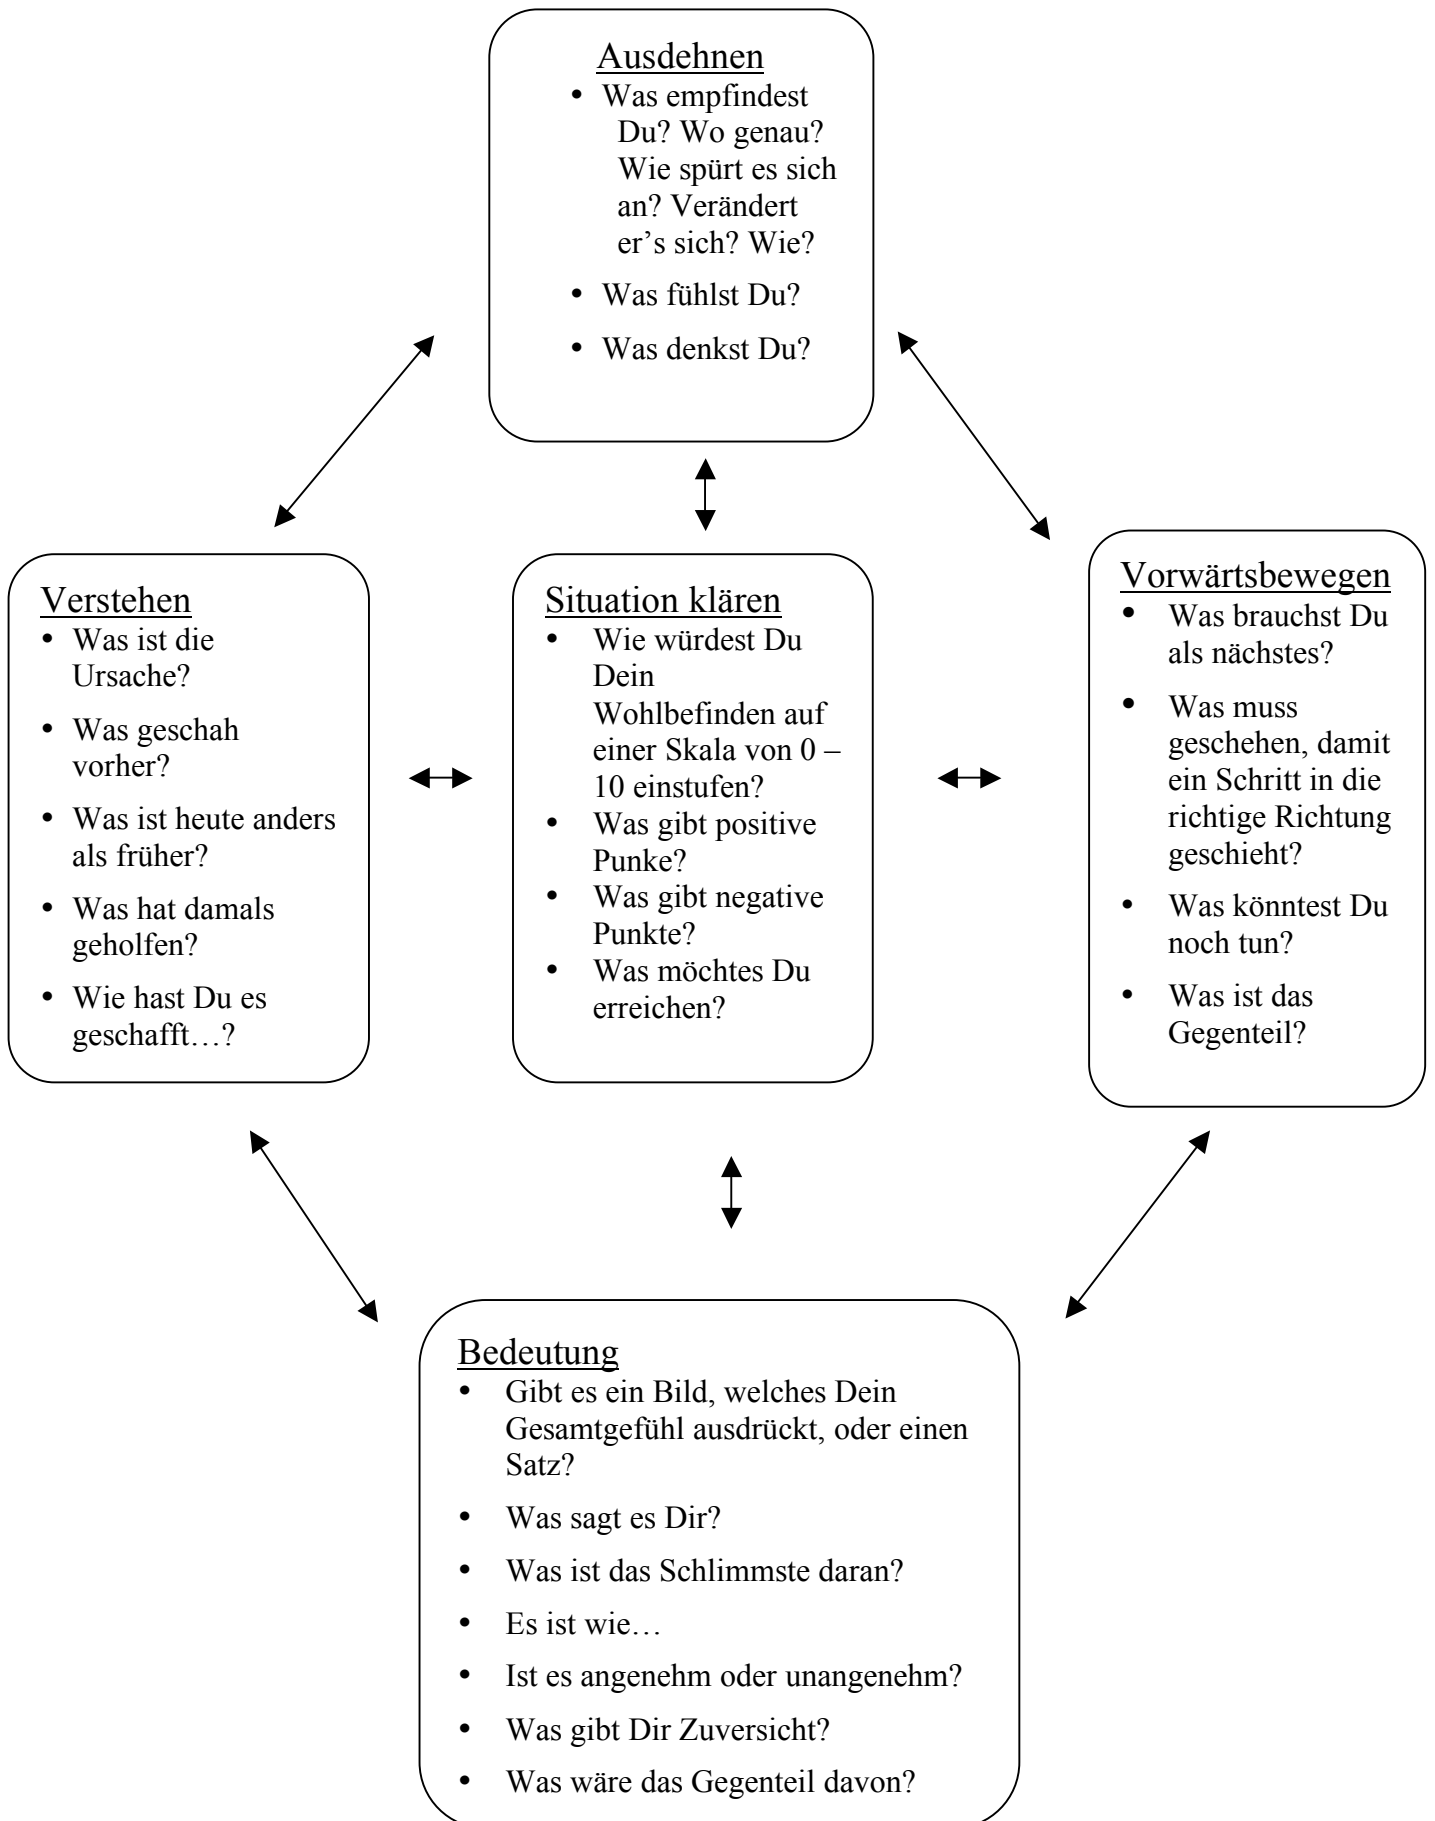 Ausdehnen
• Was empfindest
Du? Wo genau?
Wie spürt es sich
an? Verändert
er’s sich? Wie?
• Was fühlst Du?
• Was denkst Du?
Verstehen
• Was ist die
Ursache?
• Was geschah
vorher?
• Was ist heute anders
als früher?
• Was hat damals
geholfen?
• Wie hast Du es
geschafft…?
Situation klären
• Wie würdest Du
Dein
Wohlbefinden auf
einer Skala von 0 –
10 einstufen?
• Was gibt positive
Punke?
• Was gibt negative
Punkte?
• Was möchtes Du
erreichen?
Vorwärtsbewegen
• Was brauchst Du
als nächstes?
• Was muss
geschehen, damit
ein Schritt in die
richtige Richtung
geschieht?
• Was könntest Du
noch tun?
• Was ist das
Gegenteil?
Bedeutung
• Gibt es ein Bild, welches Dein
Gesamtgefühl ausdrückt, oder einen
Satz?
• Was sagt es Dir?
• Was ist das Schlimmste daran?
• Es ist wie…
• Ist es angenehm oder unangenehm?
• Was gibt Dir Zuversicht?
• Was wäre das Gegenteil davon?